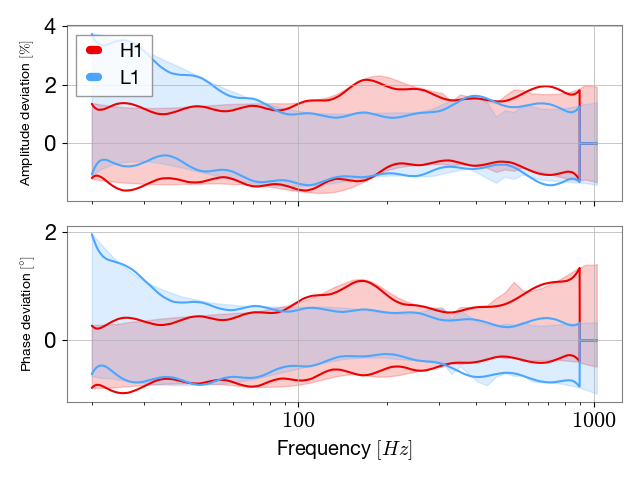 Amplitude deviation [%]
4
2
0
H1
L1
Phase deviation [°]
2
0
100
1000
Frequency [Hz]